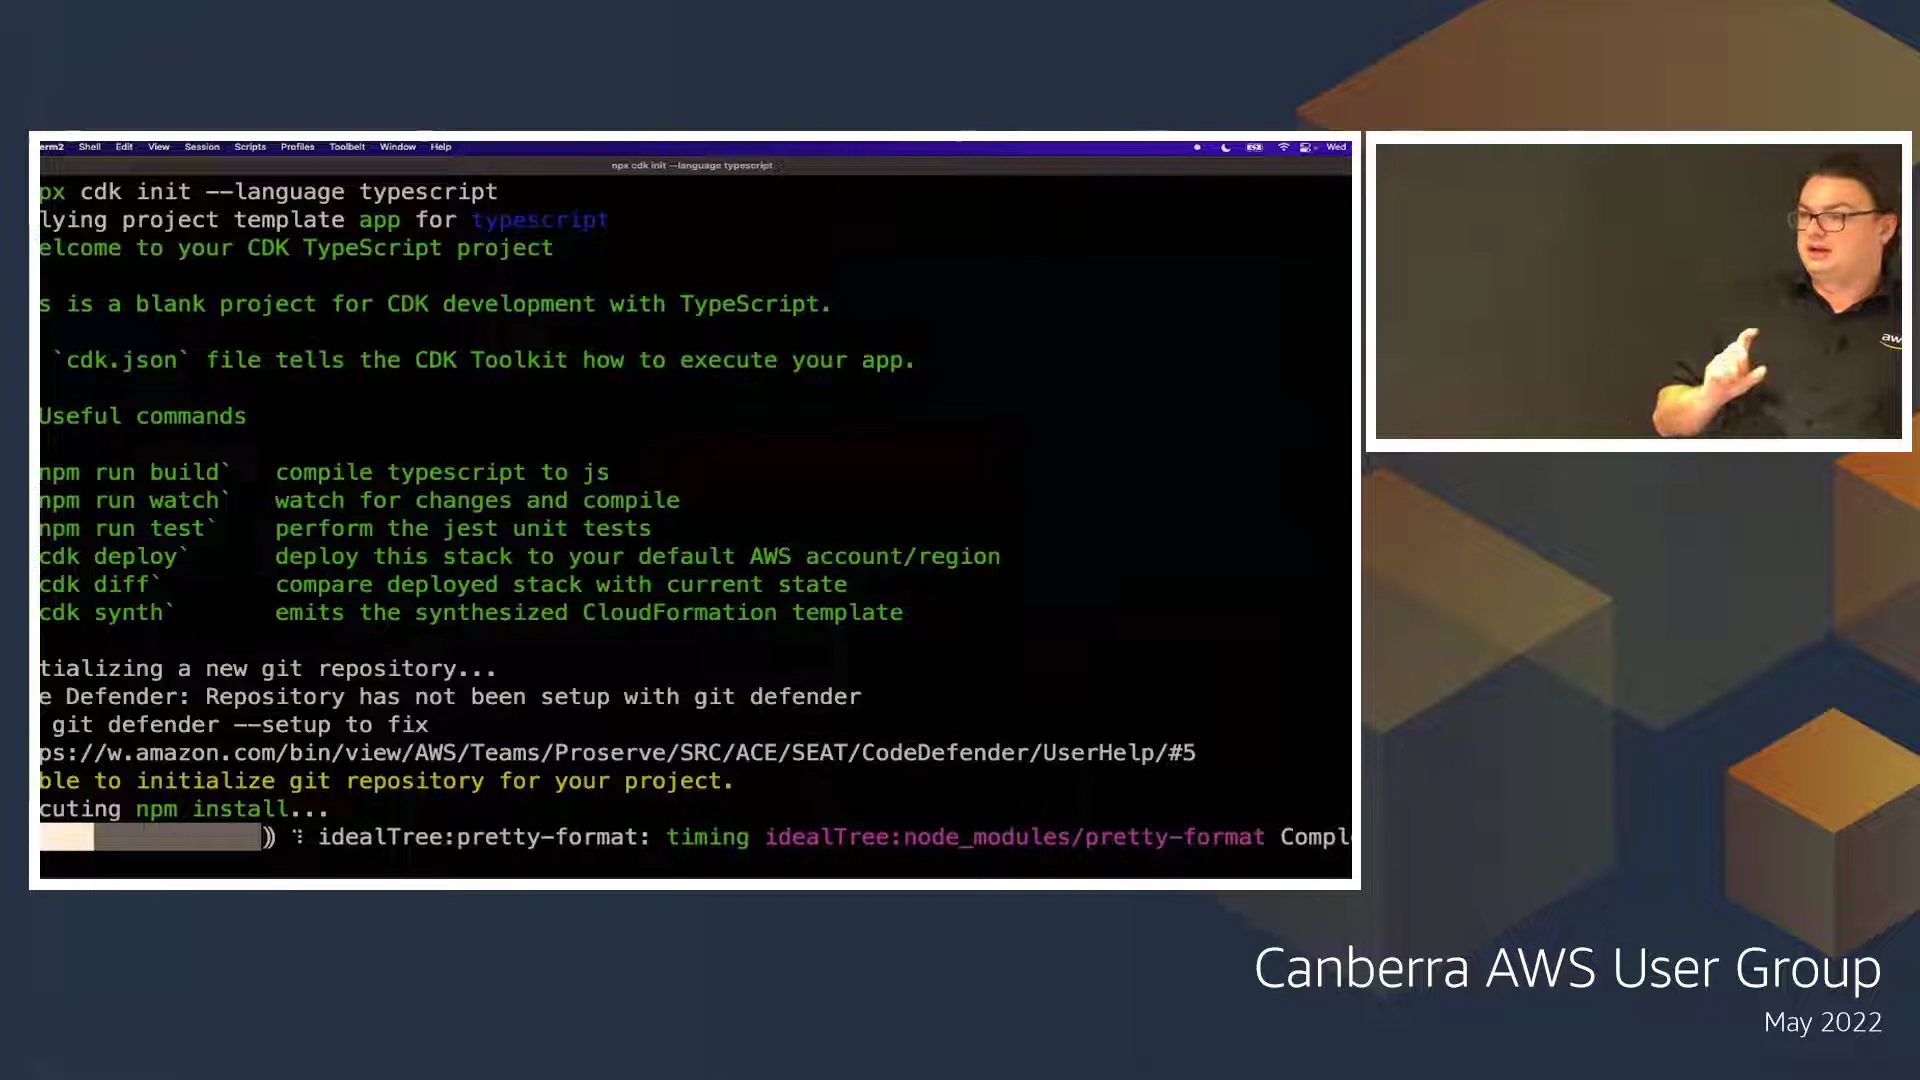 erm2 Shell Edit View Session Scripts Profiles Toolbelt Window Help Wed
npx cdk init --language typescript
px cdk init --language typescript
lying project template app for typescript
elcome to your CDK TypeScript project
s is a blank project for CDK development with TypeScript.
`cdk.json` file tells the CDK Toolkit how to execute your app.
Useful commands
npm run build` compile typescript to js
npm run watch` watch for changes and compile
npm run test` perform the jest unit tests
cdk deploy` deploy this stack to your default AWS account/region
cdk diff` compare deployed stack with current state
cdk synth` emits the synthesized CloudFormation template
tializing a new git repository...
e Defender: Repository has not been setup with git defender
git defender --setup to fix
ps://w.amazon.com/bin/view/AWS/Teams/Proserve/SRC/ACE/SEAT/CodeDefender/UserHelp/#5
ble to initialize git repository for your project.
cuting npm install...
) ⠹ idealTree:pretty-format: timing idealTree:node_modules/pretty-format Compl
aw
Canberra AWS User Group
May 2022